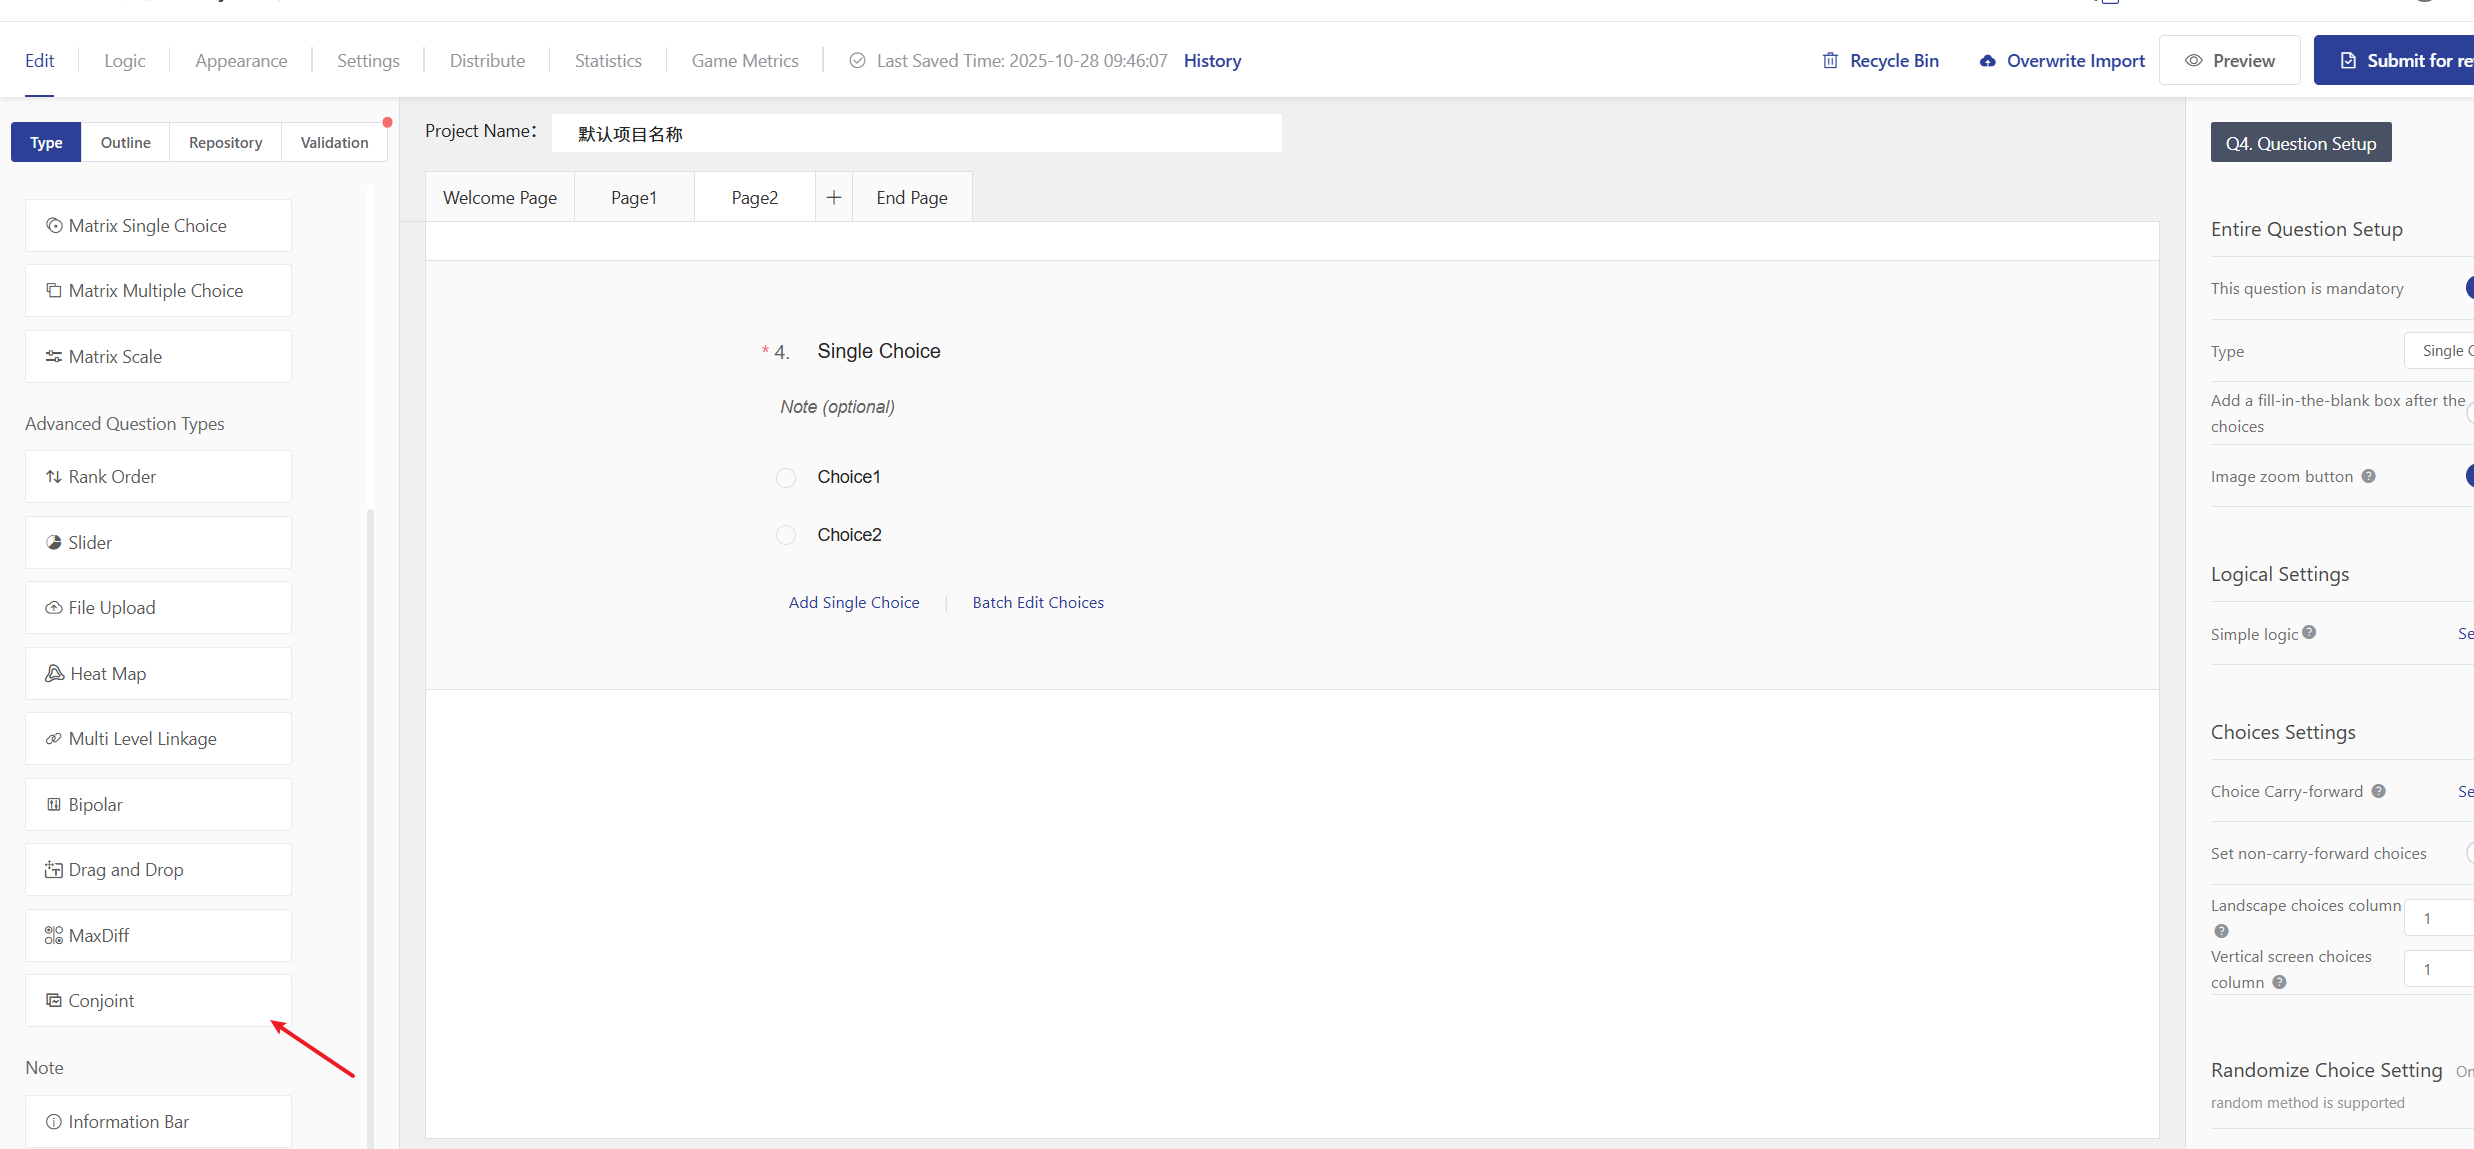 Edit
Logic
Appearance
Settings
Distribute
Statistics
Game Metrics
Last Saved Time: 2025-10-28 09:46:07
History
Recycle Bin
Overwrite Import
Preview
Submit for re
Type
Outline
Repository
Validation
Matrix Single Choice
Matrix Multiple Choice
Matrix Scale
Advanced Question Types
Rank Order
Slider
File Upload
Heat Map
Multi Level Linkage
Bipolar
Drag and Drop
MaxDiff
Conjoint
Note
Information Bar
Project Name：
默认项目名称
Welcome Page
Page1
Page2
+
End Page
* 4. Single Choice
Note (optional)
Choice1
Choice2
Add Single Choice | Batch Edit Choices
Q4. Question Setup
Entire Question Setup
This question is mandatory
Type
Single C
Add a fill-in-the-blank box after the
choices
Image zoom button
Logical Settings
Simple logic
Se
Choices Settings
Choice Carry-forward
Se
Set non-carry-forward choices
Landscape choices column
1
Vertical screen choices
column
1
Randomize Choice Setting On
random method is supported